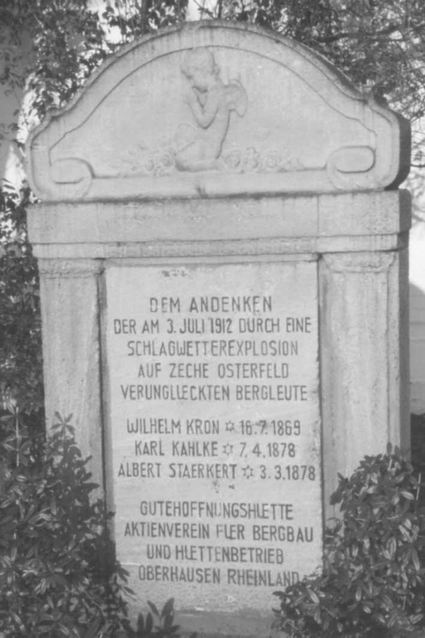 DEM ANDENKEN
DER AM 3. JULI 1912 DURCH EINE
SCHLAGWETTEREXPLOSION
AUF ZECHE OSTERFELD
VERUNGLUECKTEN BERGLEUTE
WILHELM KRON ✡ 16.7.1869
KARL KAHLKE ✡ 7.4.1878
ALBERT STAERKERT ✡ 3.3.1878
GUTEHOFFNUNGSHUETTE
AKTIENVEREIN FUER BERGBAU
UND HUETTENBETRIEB
OBERHAUSEN RHEINLAND